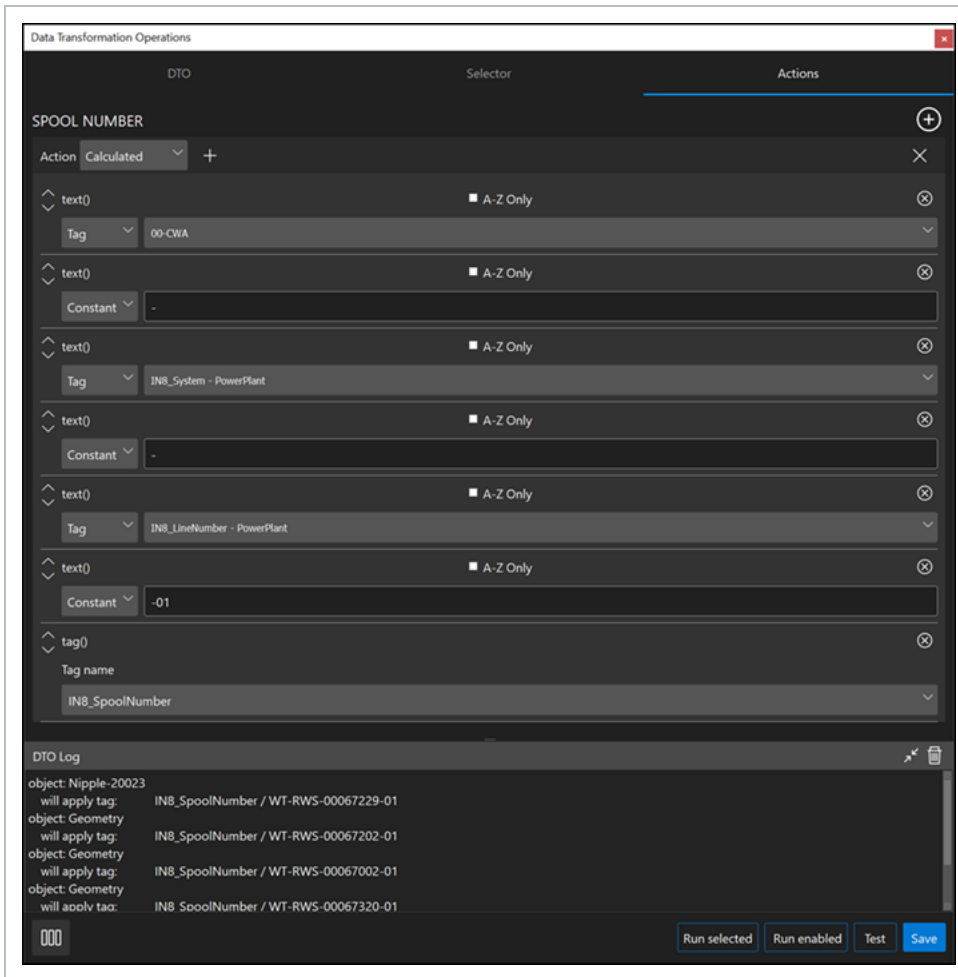 Data Transformation Operations
DTO Selector Actions
SPOOL NUMBER
Action Calculated
text() A-Z Only
Tag 00-CWA
text() A-Z Only
Constant -
text() A-Z Only
Tag IN8_System - PowerPlant
text() A-Z Only
Constant -
text() A-Z Only
Tag IN8_LineNumber - PowerPlant
text() A-Z Only
Constant -01
tag()
Tag name
IN8_SpoolNumber
DTO Log
object: Nipple-20023
will apply tag: IN8_SpoolNumber / WT-RWS-00067229-01
object: Geometry
will apply tag: IN8_SpoolNumber / WT-RWS-00067202-01
object: Geometry
will apply tag: IN8_SpoolNumber / WT-RWS-00067002-01
object: Geometry
will apply tag: IN8_SpoolNumber / WT-RWS-00067320-01
Run selected Run enabled Test Save